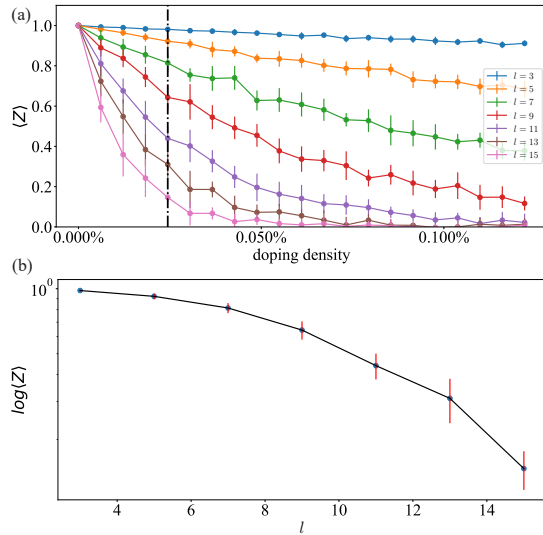 (a)
1.0
0.8
0.6
0.4
0.2
0.0
⟨Z⟩
l = 3
l = 5
l = 7
l = 9
l = 11
l = 13
l = 15
0.000% 0.050% 0.100%
doping density
(b)
10⁰
log⟨Z⟩
4 6 8 10 12 14
l